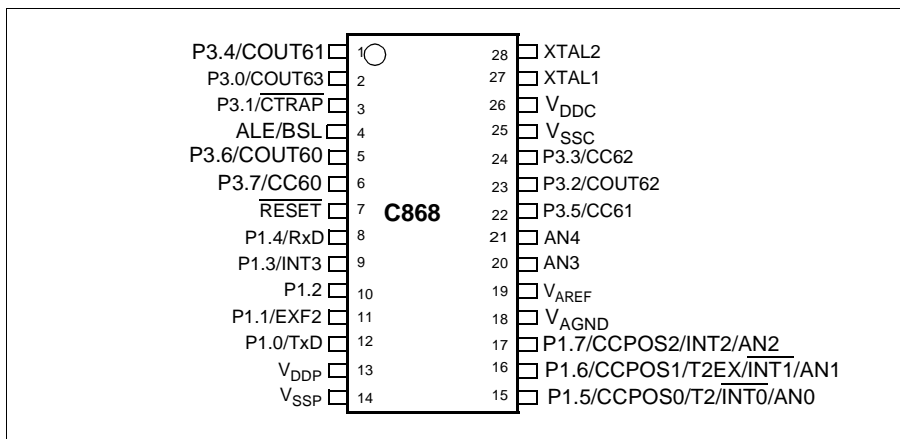 P3.4/COUT61 1
P3.0/COUT63 2
P3.1/CTRAP 3
ALE/BSL 4
P3.6/COUT60 5
P3.7/CC60 6
RESET 7
P1.4/RxD 8
P1.3/INT3 9
P1.2 10
P1.1/EXF2 11
P1.0/TxD 12
VDDP 13
VSSP 14
C868
28 XTAL2
27 XTAL1
26 VDDC
25 VSSC
24 P3.3/CC62
23 P3.2/COUT62
22 P3.5/CC61
21 AN4
20 AN3
19 VAREF
18 VAGND
17 P1.7/CCPOS2/INT2/AN2
16 P1.6/CCPOS1/T2EX/INT1/AN1
15 P1.5/CCPOS0/T2/INT0/AN0